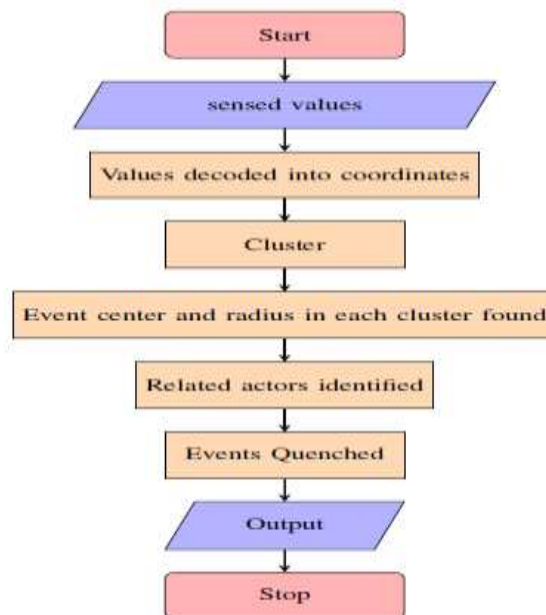 Start
sensed values
Values decoded into coordinates
Cluster
Event center and radius in each cluster found
Related actors identified
Events Quenched
Output
Stop